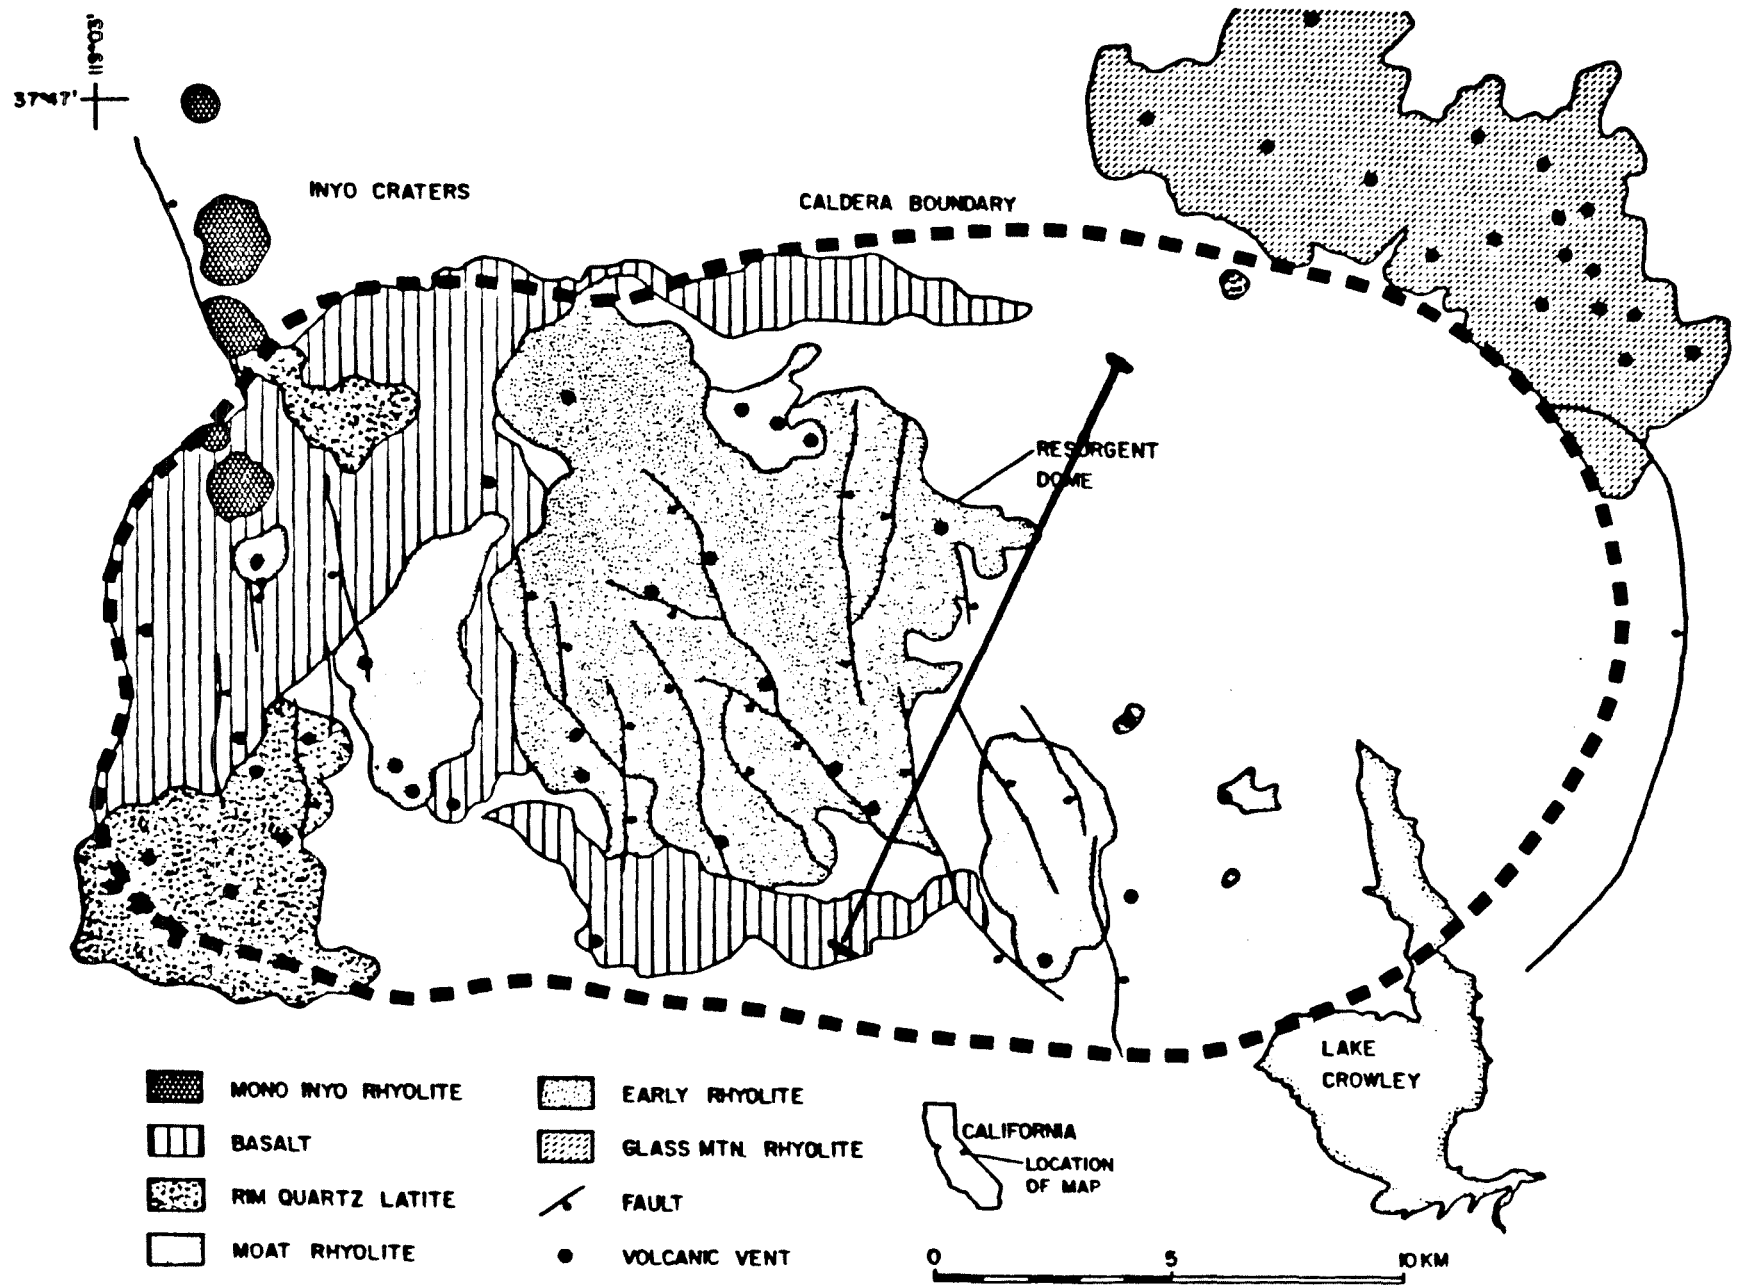 119°03'
37°47'
INYO CRATERS
CALDERA BOUNDARY
RESURGENT
DOME
LAKE
CROWLEY
MONO INYO RHYOLITE
BASALT
RIM QUARTZ LATITE
MOAT RHYOLITE
EARLY RHYOLITE
GLASS MTN. RHYOLITE
FAULT
VOLCANIC VENT
CALIFORNIA
LOCATION
OF MAP
0 5 10 KM